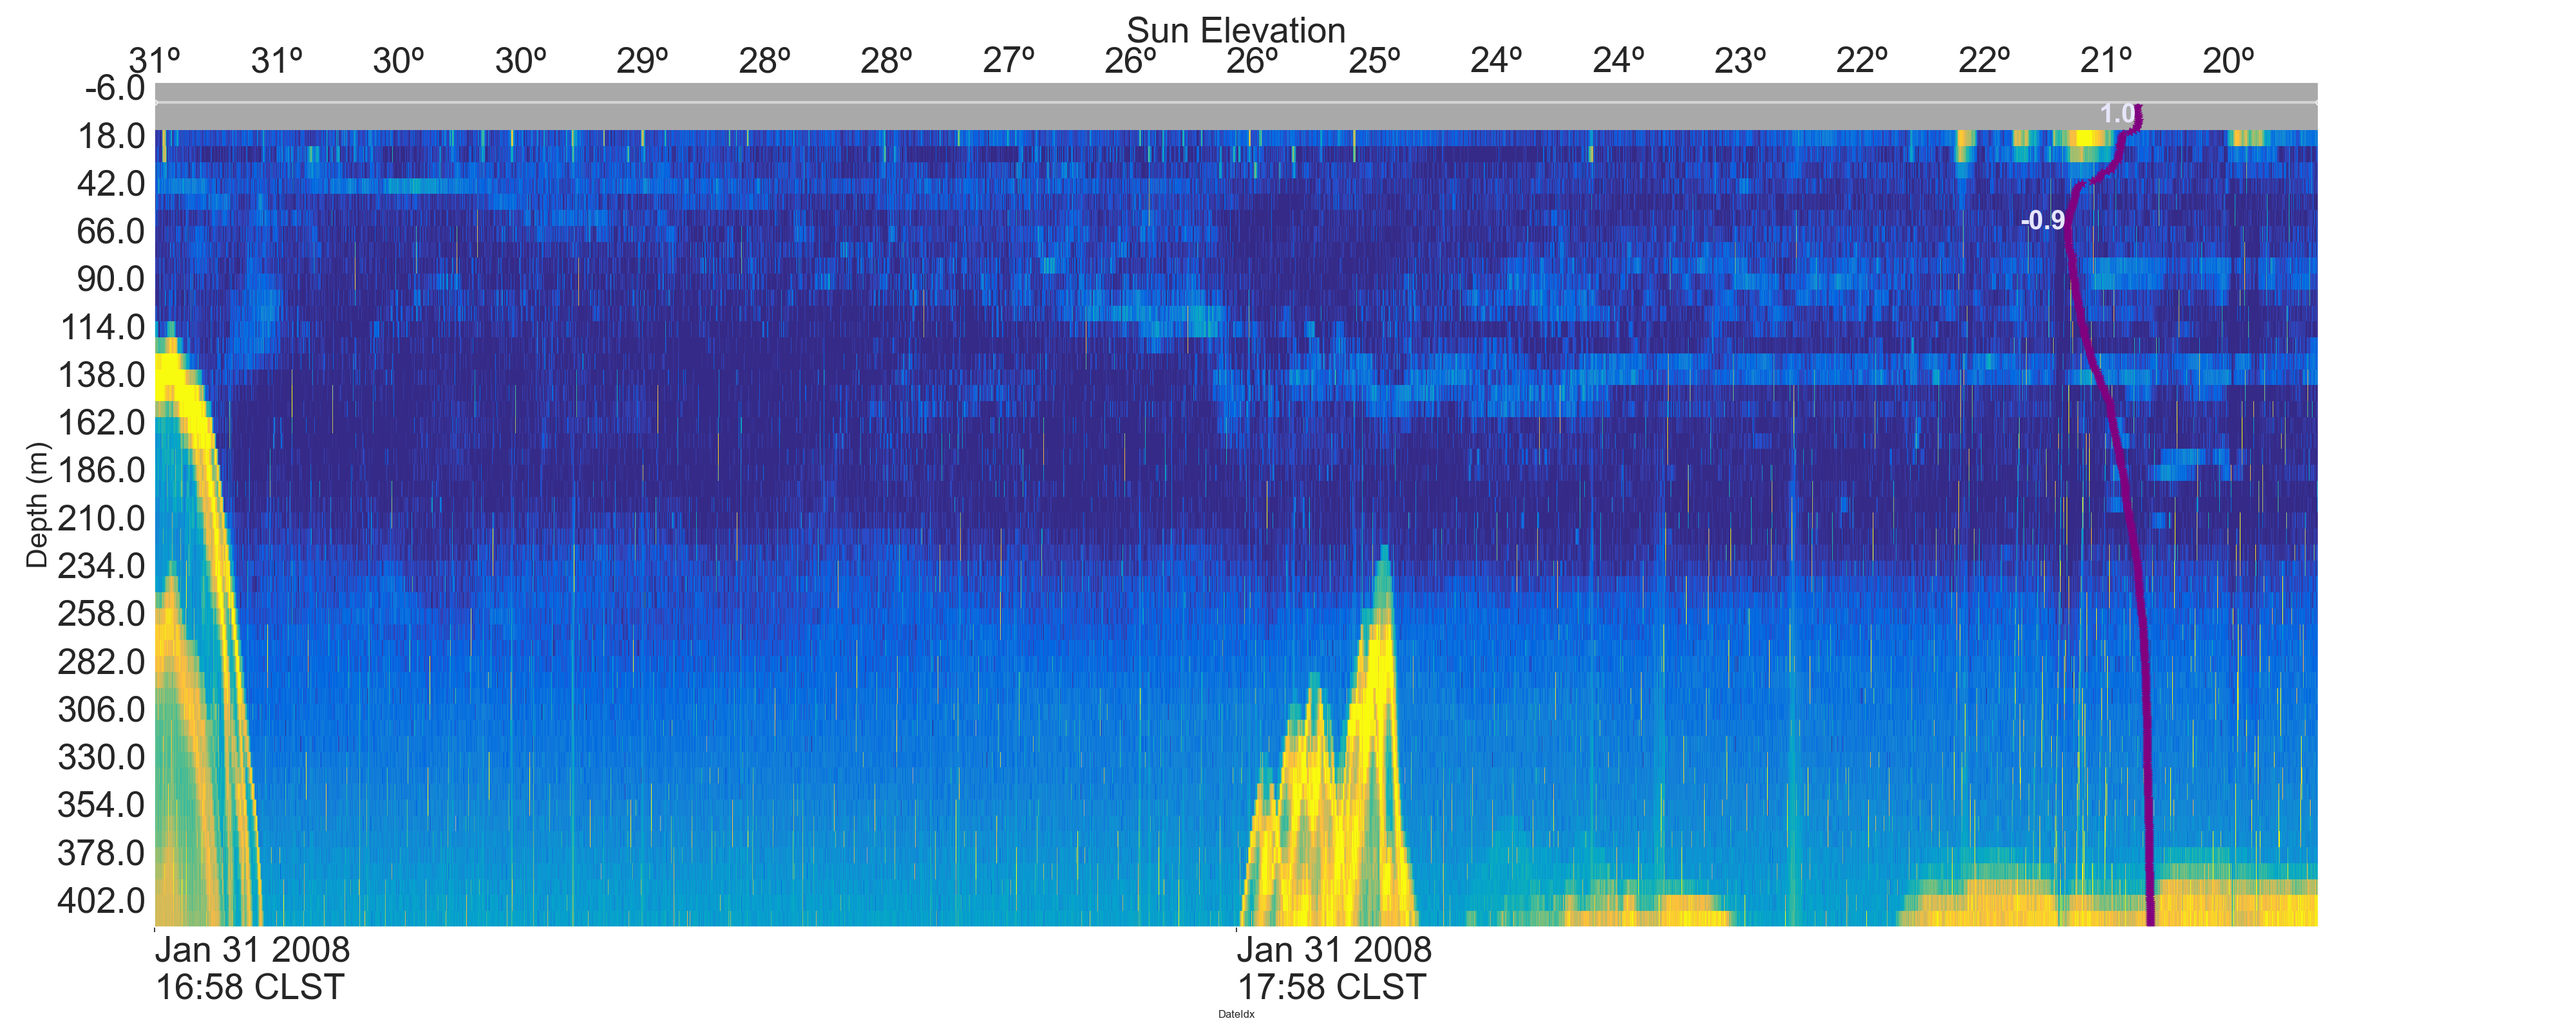 Sun Elevation
31º 31º 30º 30º 29º 28º 28º 27º 26º 26º 25º 24º 24º 23º 22º 22º 21º 20º
-6.0
1.0
18.0
42.0
-0.9
66.0
90.0
114.0
138.0
162.0
186.0
210.0
234.0
258.0
282.0
306.0
330.0
354.0
378.0
402.0
Depth (m)
Jan 31 2008
16:58 CLST
Jan 31 2008
17:58 CLST
DateIdx